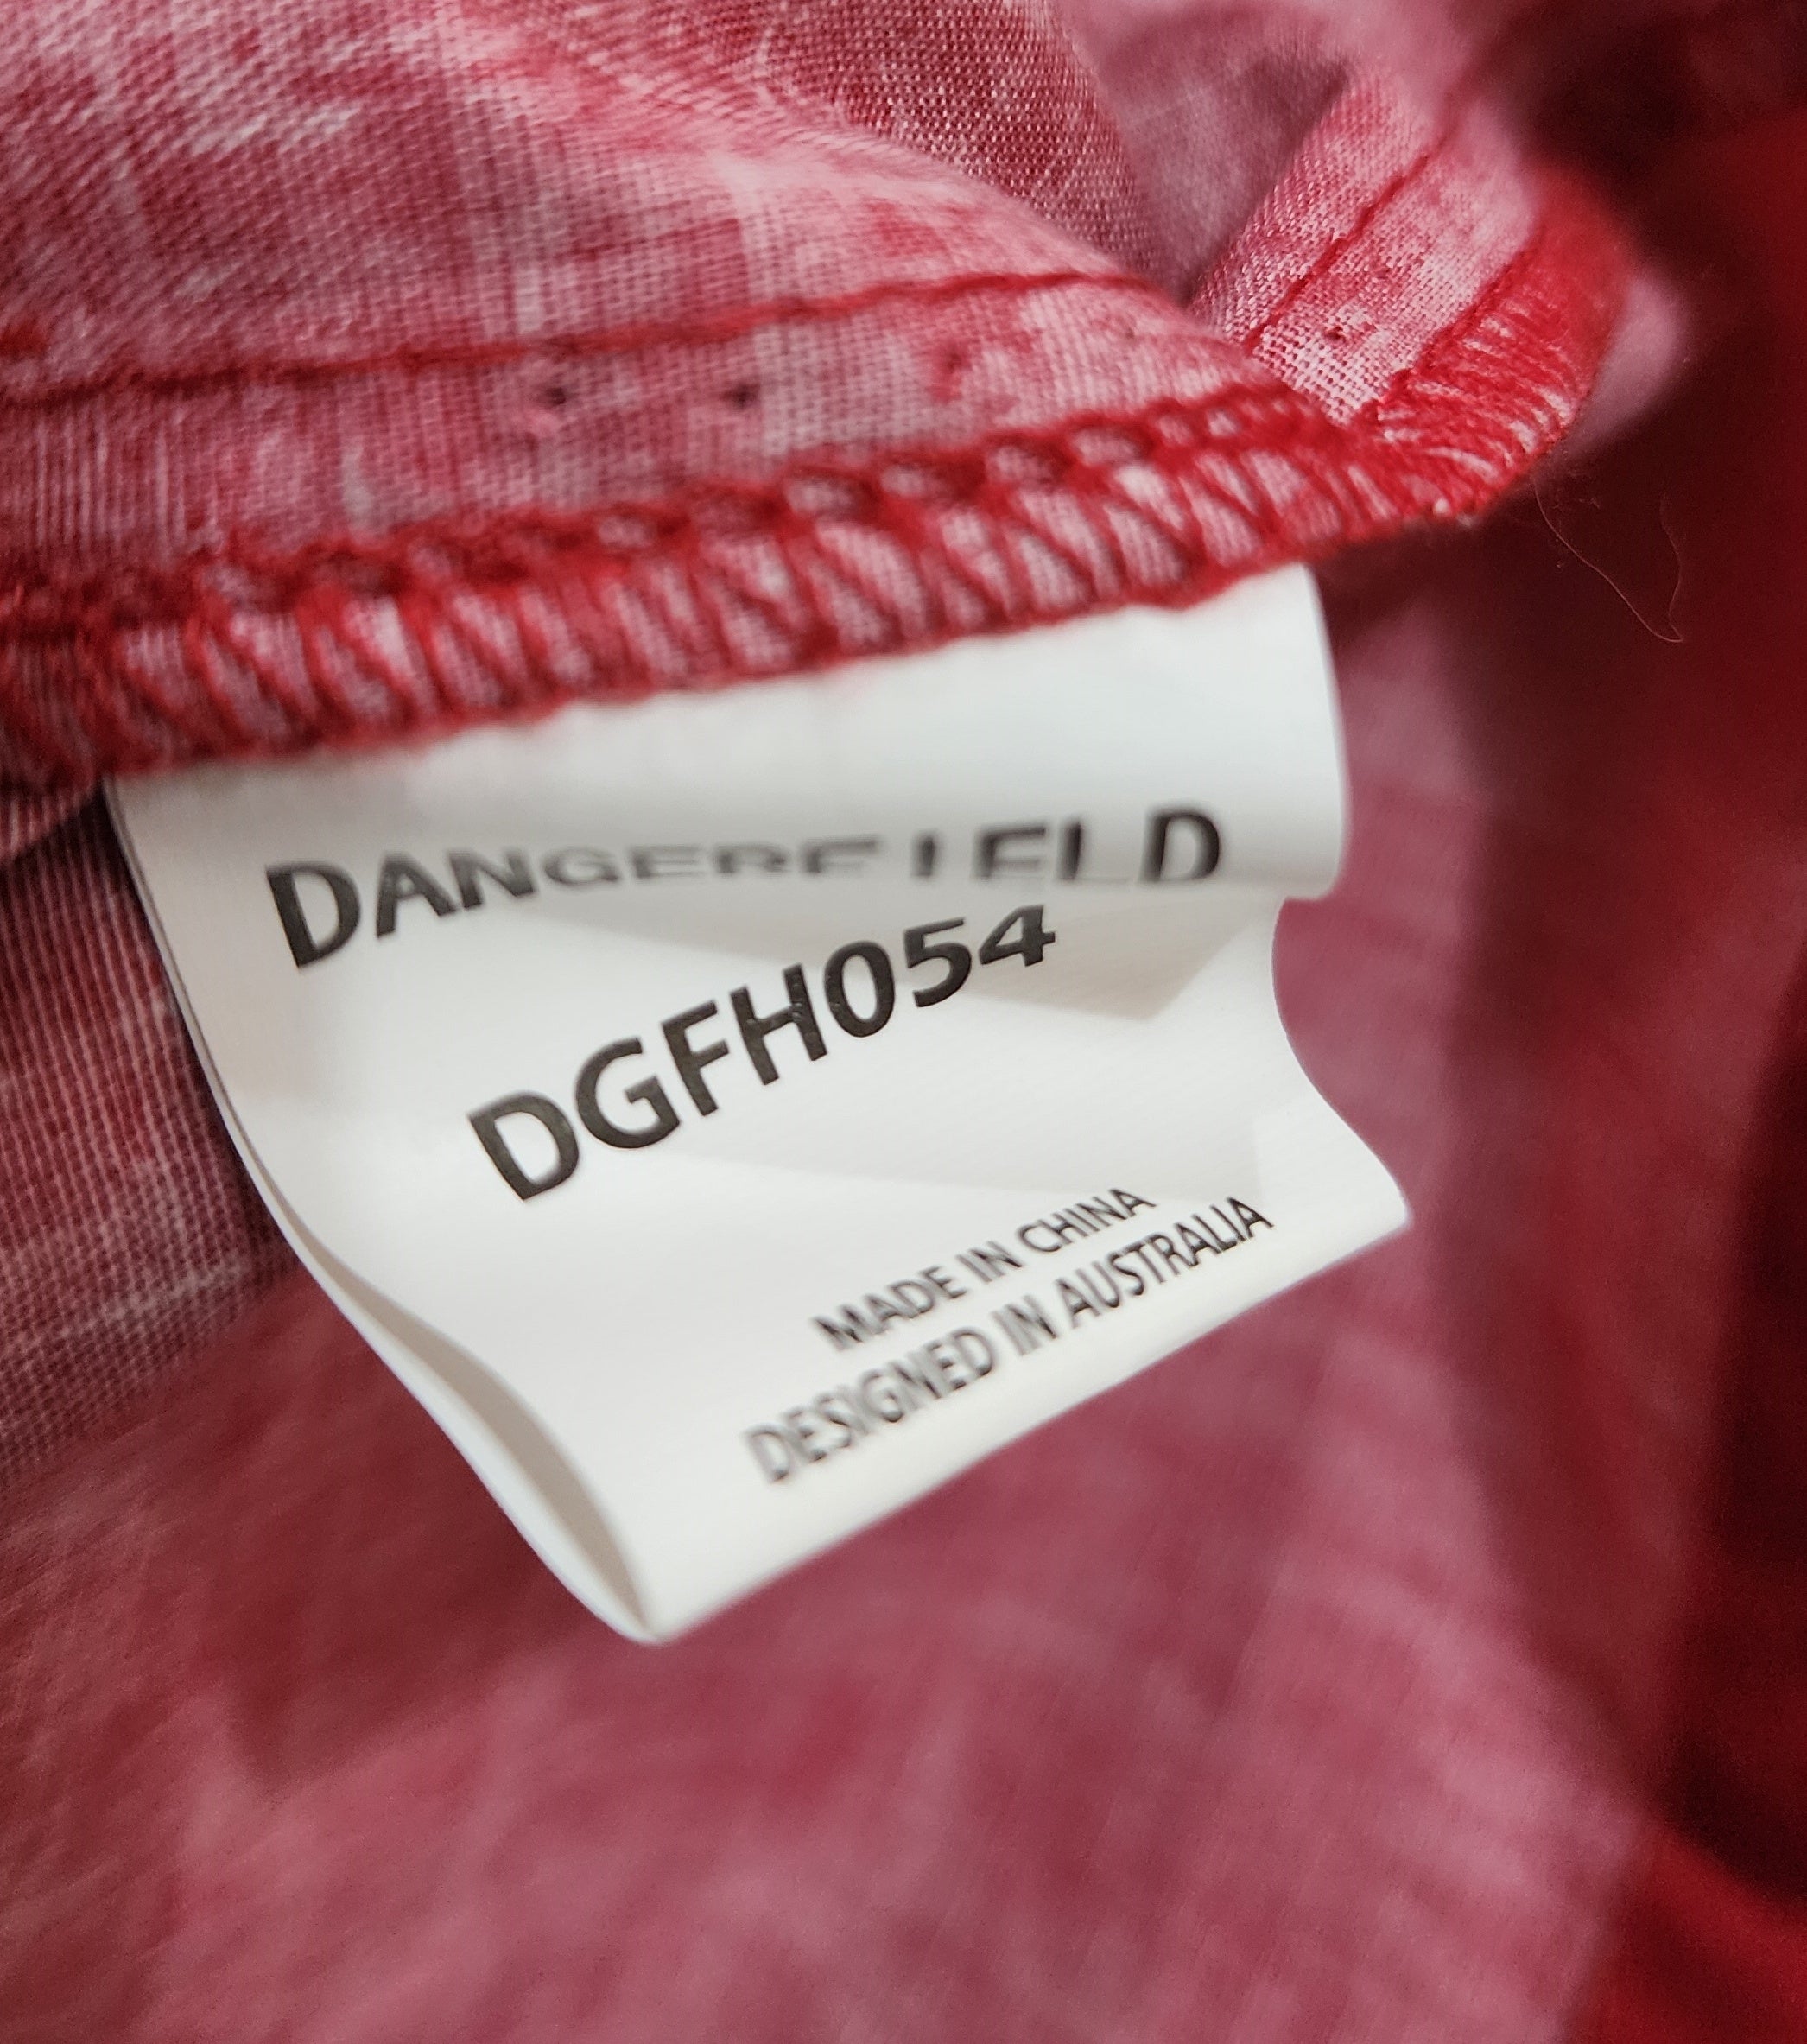 DANGERFIELD
DGFH054
MADE IN CHINA
DESIGNED IN AUSTRALIA